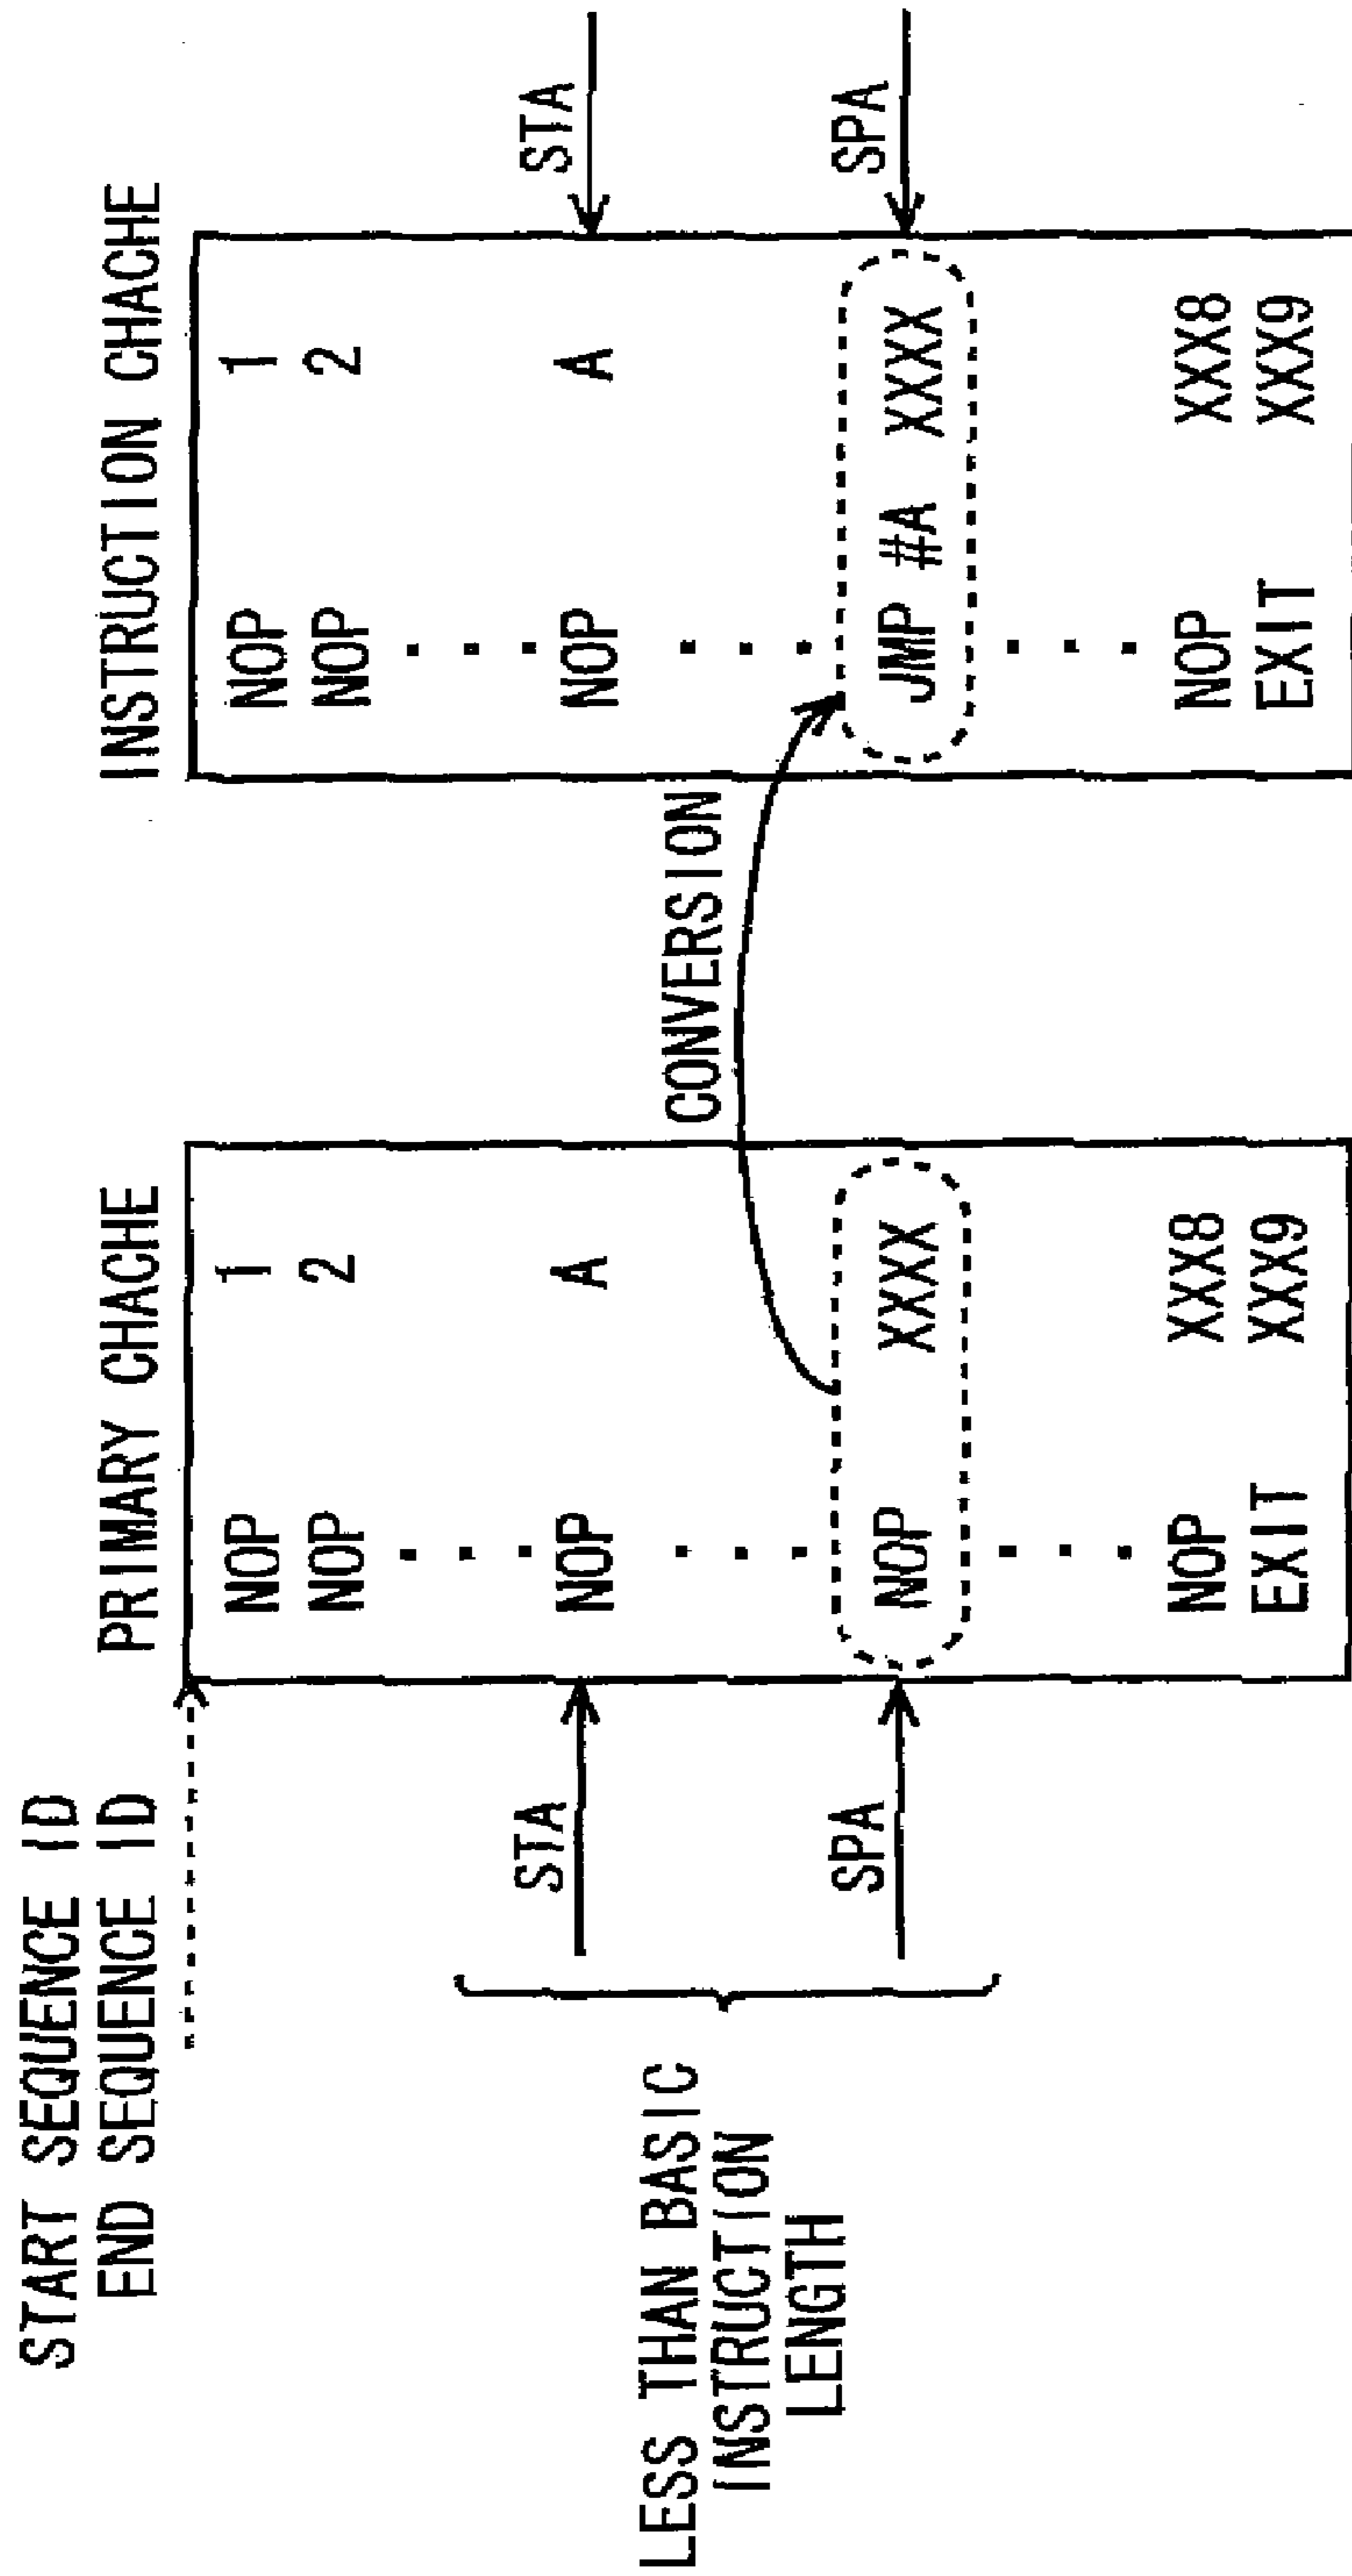 START SEQUENCE ID
END SEQUENCE ID
PRIMARY CHACHE
NOP 1
NOP 2
NOP A
NOP XXXX
NOP XXX8
EXIT XXX9
STA
SPA
LESS THAN BASIC
INSTRUCTION
LENGTH
CONVERSION
INSTRUCTION CHACHE
NOP 1
NOP 2
NOP A
JMP #A XXXX
NOP XXX8
EXIT XXX9
STA
SPA